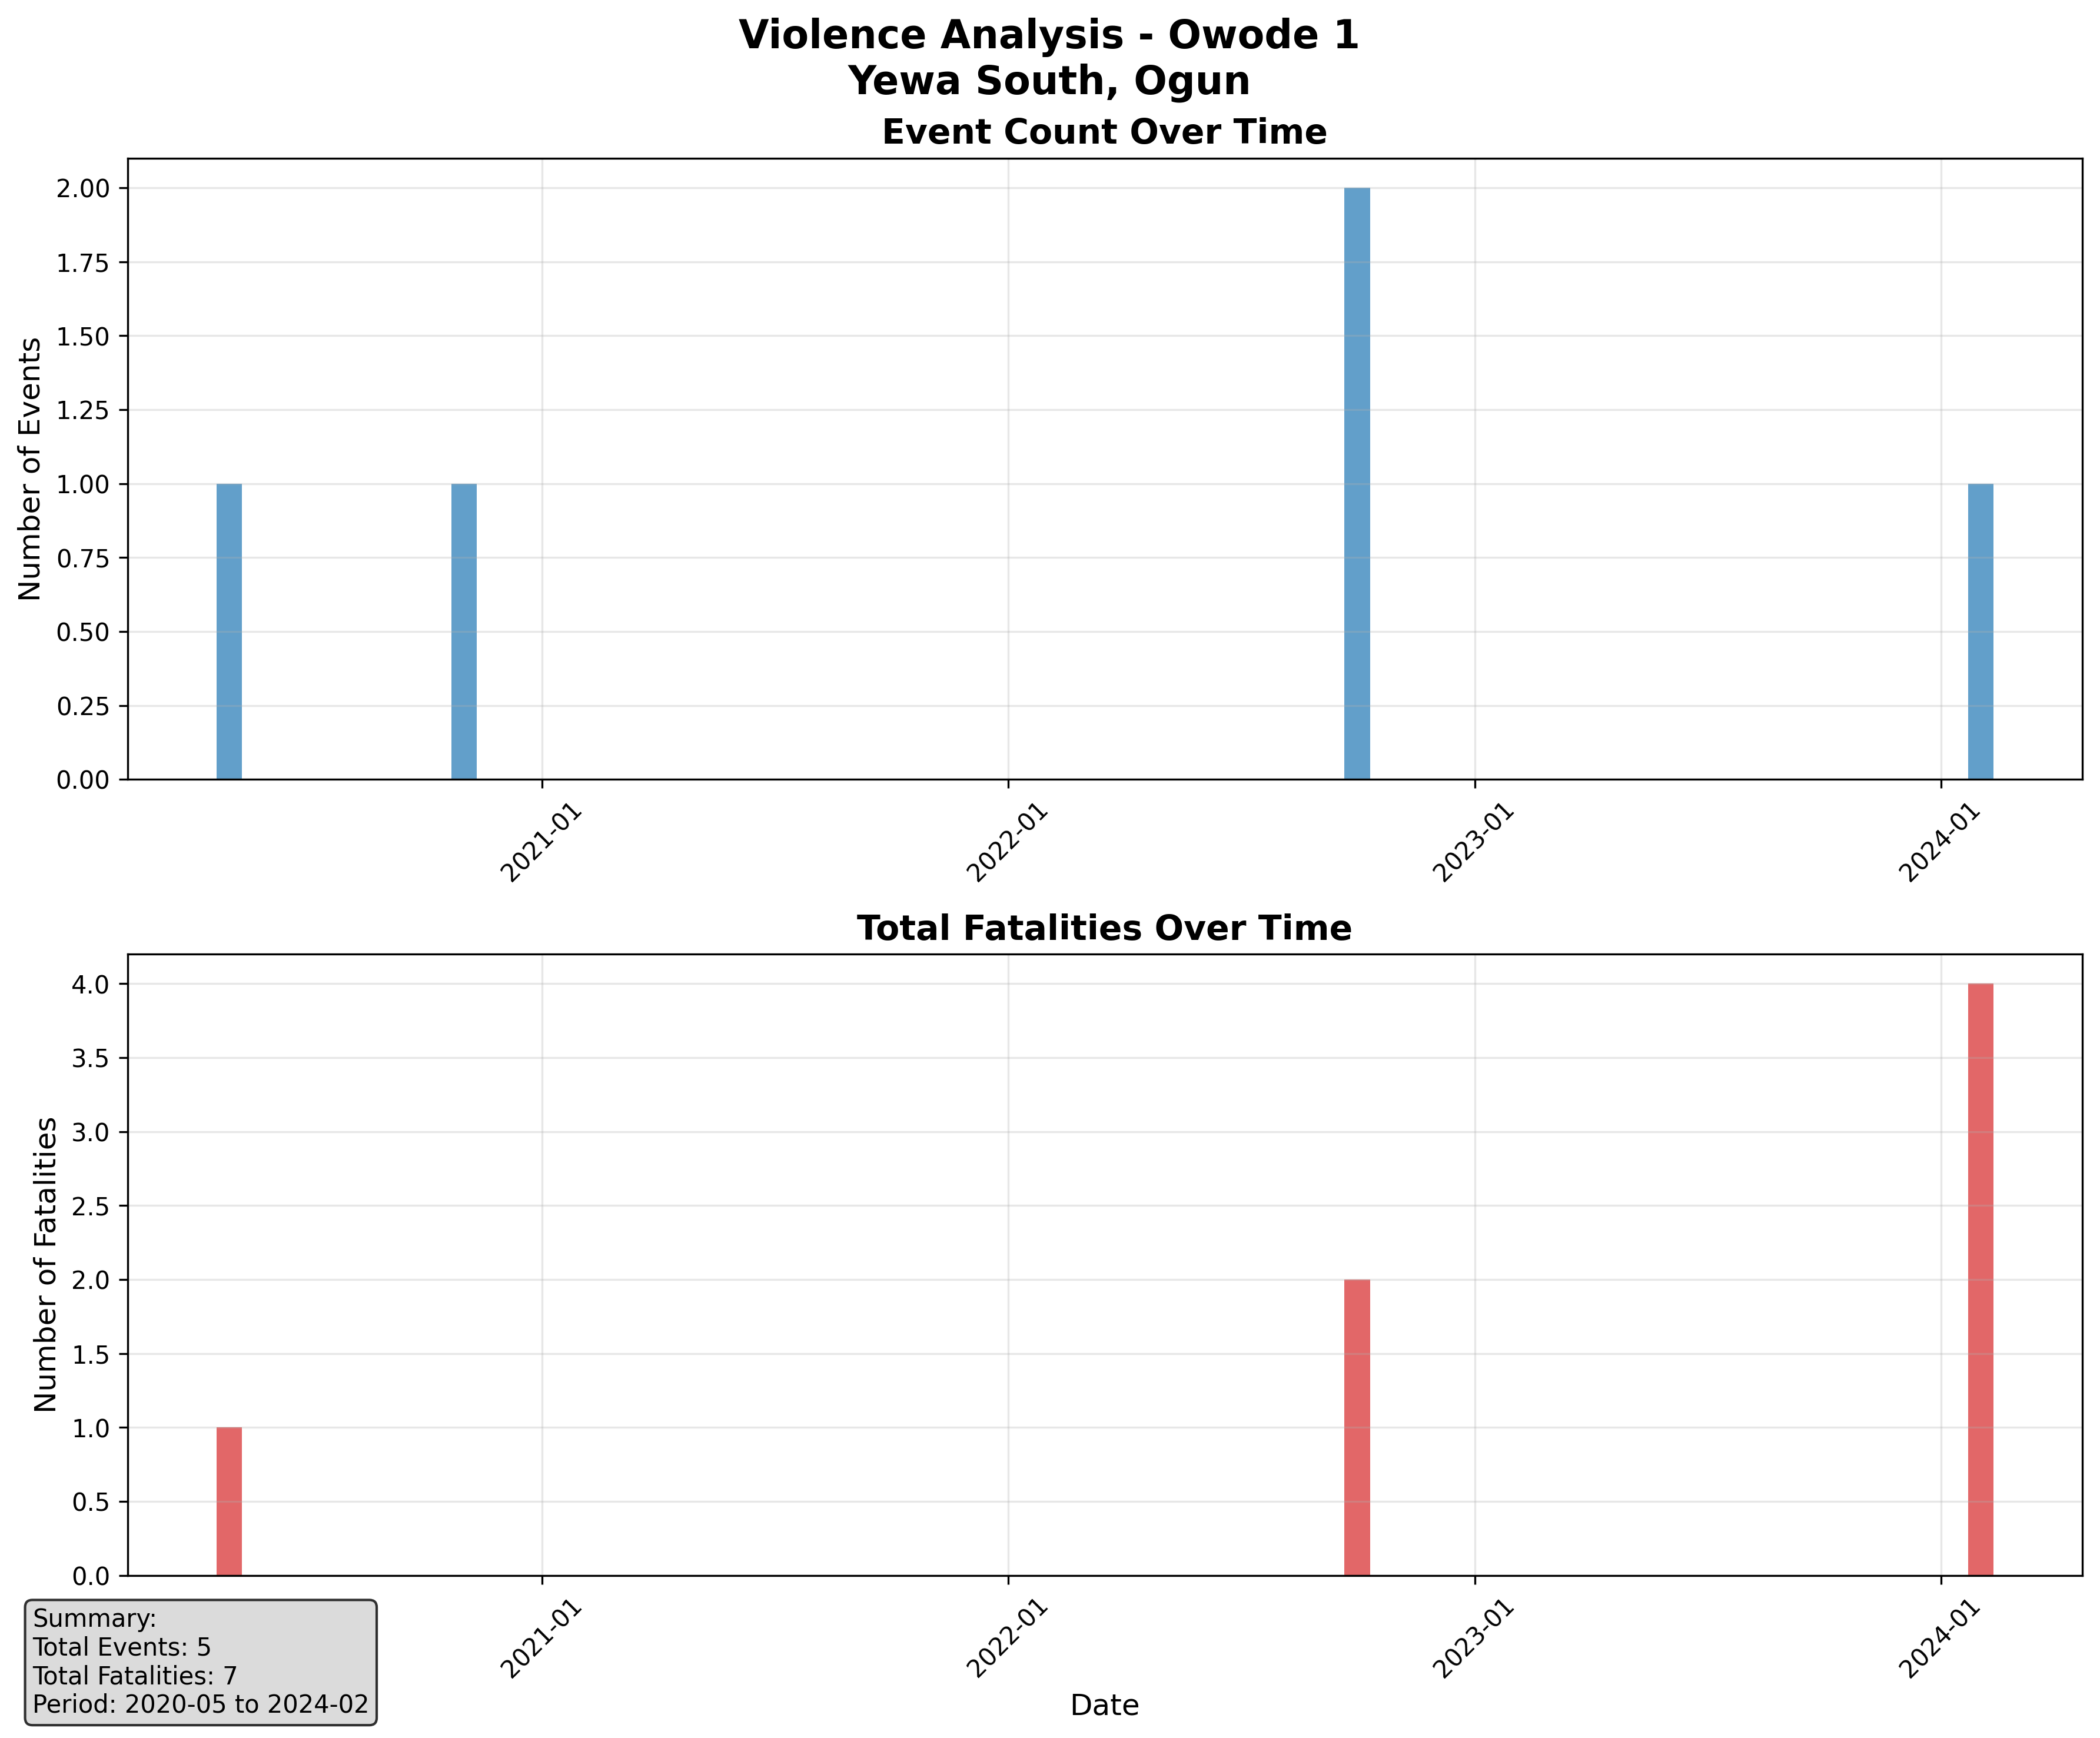 Violence Analysis - Owode 1
Yewa South, Ogun
Event Count Over Time
Number of Events
2.00
1.75
1.50
1.25
1.00
0.75
0.50
0.25
0.00
2021-01
2022-01
2023-01
2024-01
Total Fatalities Over Time
Number of Fatalities
4.0
3.5
3.0
2.5
2.0
1.5
1.0
0.5
0.0
2021-01
2022-01
2023-01
2024-01
Date
Summary:
Total Events: 5
Total Fatalities: 7
Period: 2020-05 to 2024-02